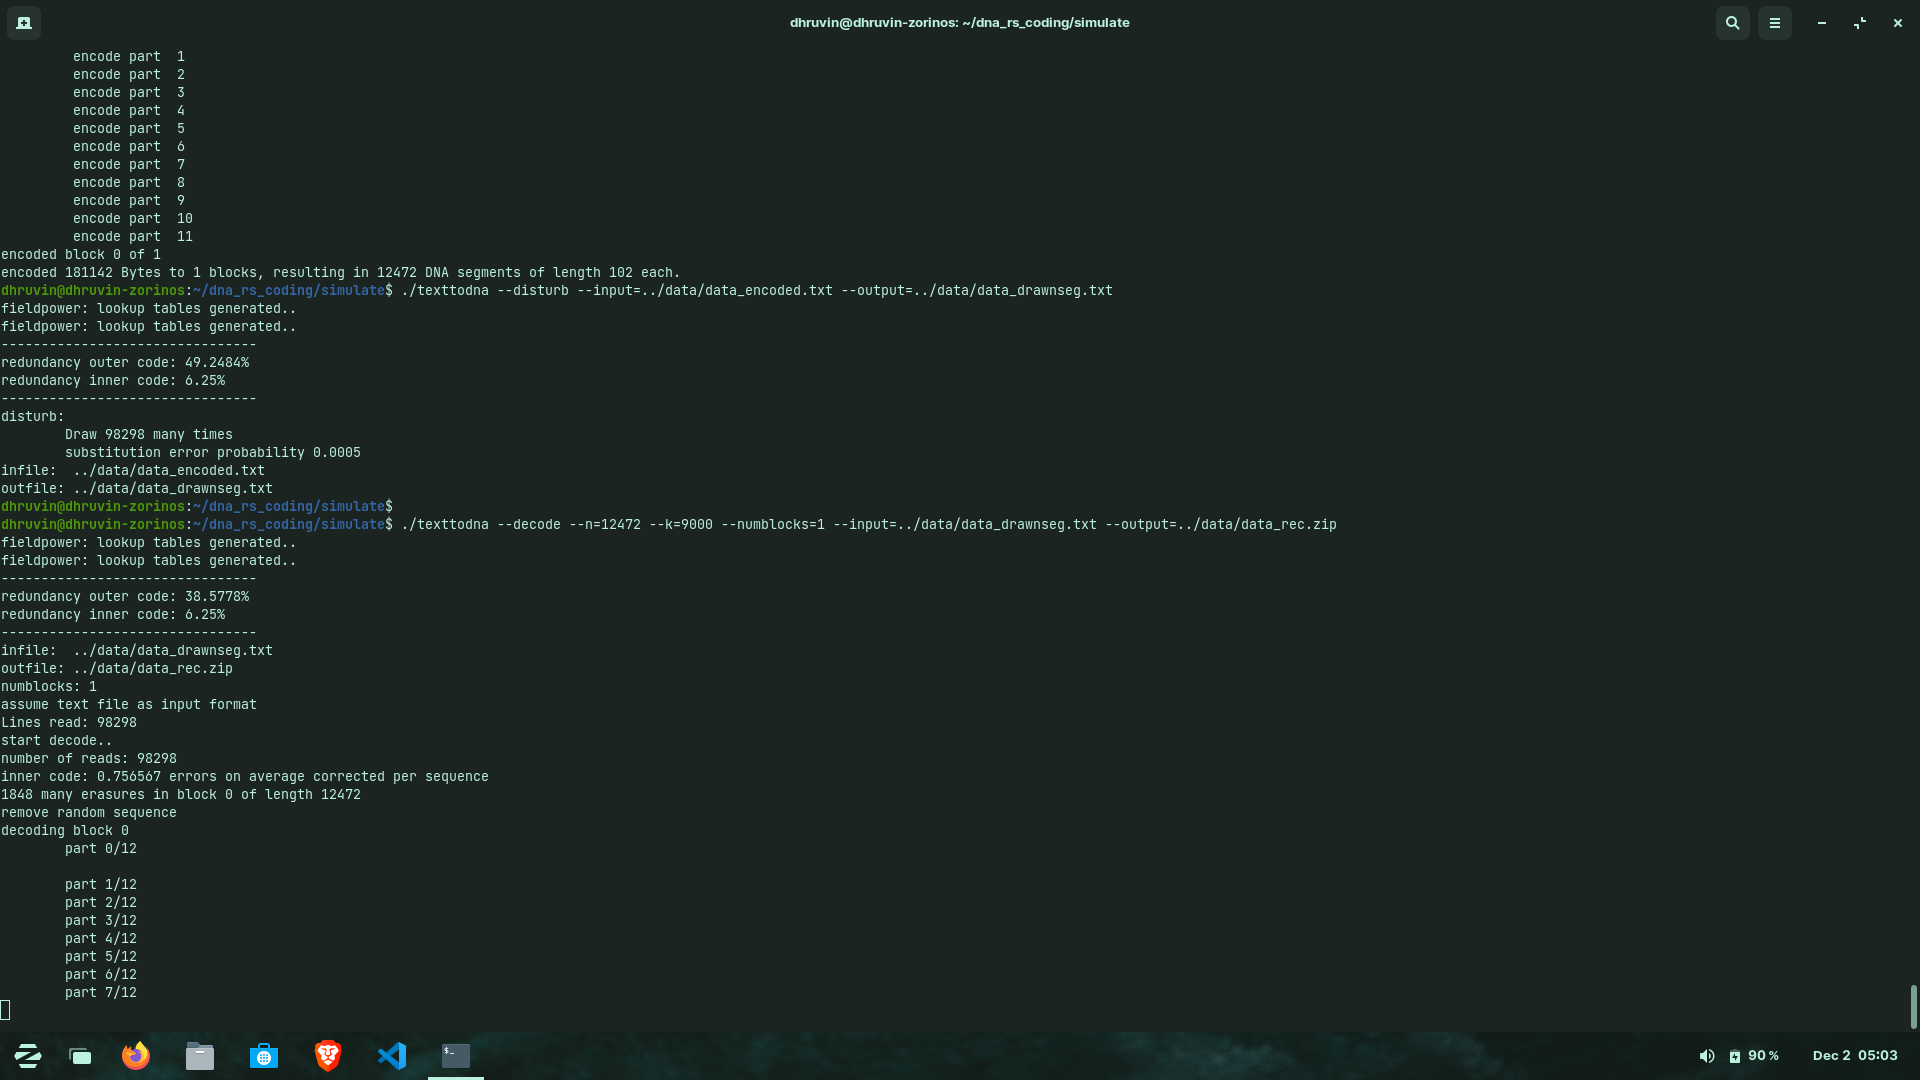 dhruvin@dhruvin-zorinos: ~/dna_rs_coding/simulate
encode part  1
encode part  2
encode part  3
encode part  4
encode part  5
encode part  6
encode part  7
encode part  8
encode part  9
encode part  10
encode part  11
encoded block 0 of 1
encoded 181142 Bytes to 1 blocks, resulting in 12472 DNA segments of length 102 each.
dhruvin@dhruvin-zorinos:~/dna_rs_coding/simulate$ ./texttodna --disturb --input=../data/data_encoded.txt --output=../data/data_drawnseg.txt
fieldpower: lookup tables generated..
fieldpower: lookup tables generated..
--------------------------------
redundancy outer code: 49.2484%
redundancy inner code: 6.25%
--------------------------------
disturb:
Draw 98298 many times
substitution error probability 0.0005
infile:  ../data/data_encoded.txt
outfile: ../data/data_drawnseg.txt
dhruvin@dhruvin-zorinos:~/dna_rs_coding/simulate$
dhruvin@dhruvin-zorinos:~/dna_rs_coding/simulate$ ./texttodna --decode --n=12472 --k=9000 --numblocks=1 --input=../data/data_drawnseg.txt --output=../data/data_rec.zip
fieldpower: lookup tables generated..
fieldpower: lookup tables generated..
--------------------------------
redundancy outer code: 38.5778%
redundancy inner code: 6.25%
--------------------------------
infile:  ../data/data_drawnseg.txt
outfile: ../data/data_rec.zip
numblocks: 1
assume text file as input format
Lines read: 98298
start decode..
number of reads: 98298
inner code: 0.756567 errors on average corrected per sequence
1848 many erasures in block 0 of length 12472
remove random sequence
decoding block 0
part 0/12
part 1/12
part 2/12
part 3/12
part 4/12
part 5/12
part 6/12
part 7/12
$-
90 %
Dec 2  05:03